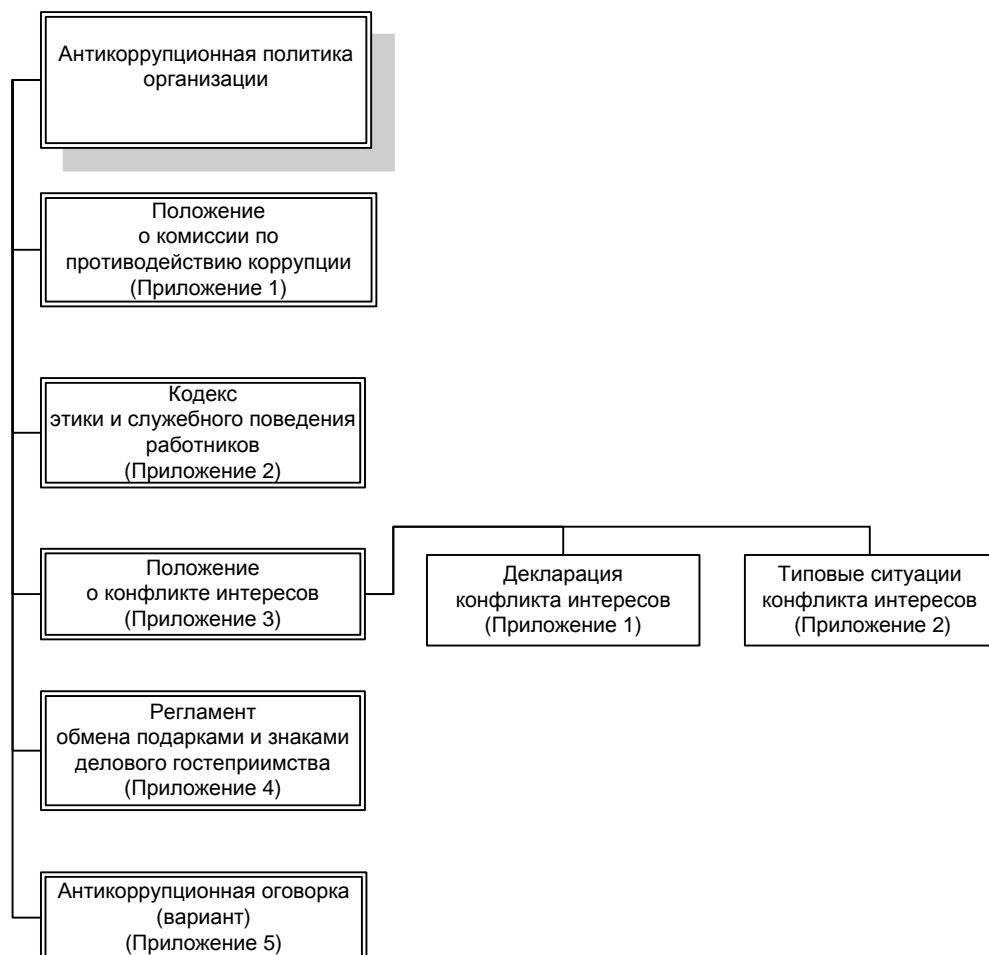 Антикоррупционная политика
организации
Положение
о комиссии по
противодействию коррупции
(Приложение 1)
Кодекс
этики и служебного поведения
работников
(Приложение 2)
Положение
о конфликте интересов
(Приложение 3)
Декларация
конфликта интересов
(Приложение 1)
Типовые ситуации
конфликта интересов
(Приложение 2)
Регламент
обмена подарками и знаками
делового гостеприимства
(Приложение 4)
Антикоррупционная оговорка
(вариант)
(Приложение 5)